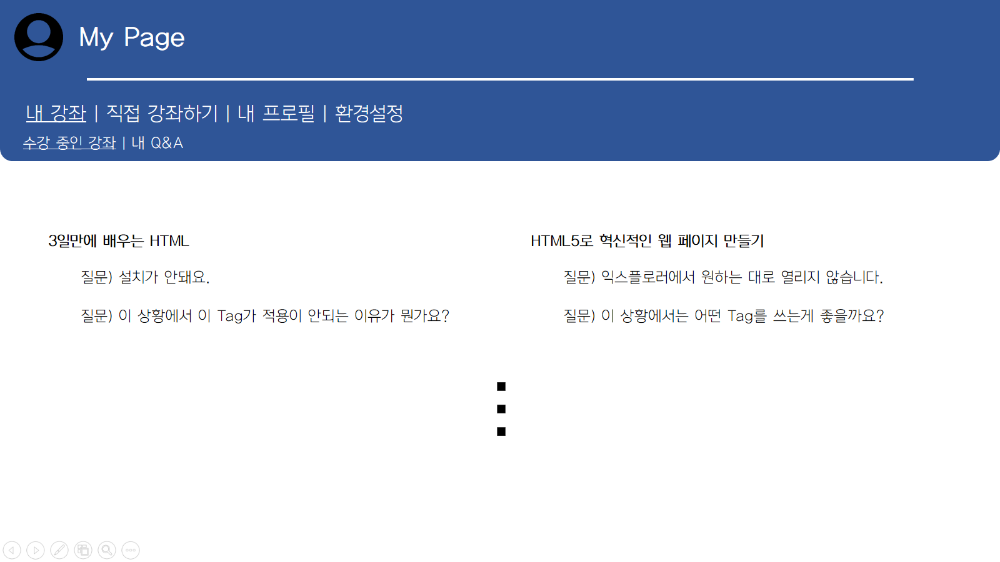 My Page
내 강좌 | 직접 강좌하기 | 내 프로필 | 환경설정
수강 중인 강좌 | 내 Q&A
3일만에 배우는 HTML
질문) 설치가 안돼요.
질문) 이 상황에서 이 Tag가 적용이 안되는 이유가 뭔가요?
HTML5로 혁신적인 웹 페이지 만들기
질문) 익스플로러에서 원하는 대로 열리지 않습니다.
질문) 이 상황에서는 어떤 Tag를 쓰는게 좋을까요?